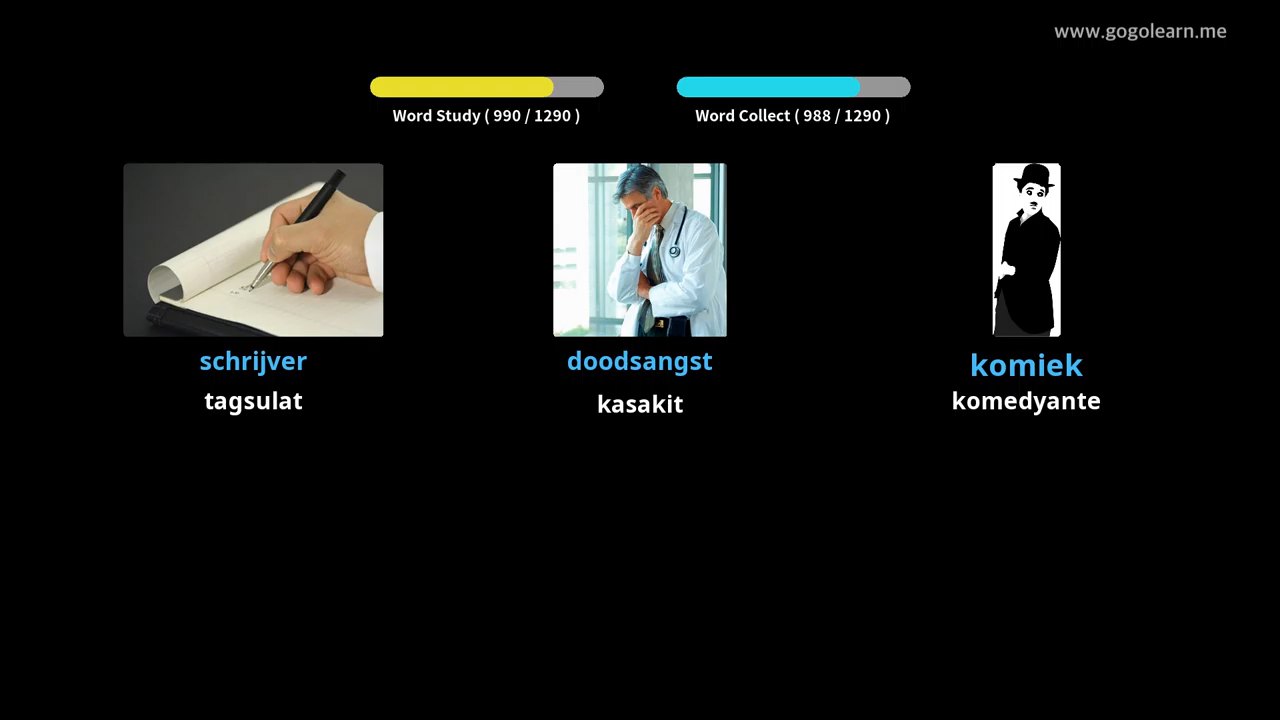 www.gogolearn.me
Word Study ( 990 / 1290 )
Word Collect ( 988 / 1290 )
schrijver
doodsangst
komiek
tagsulat
kasakit
komedyante